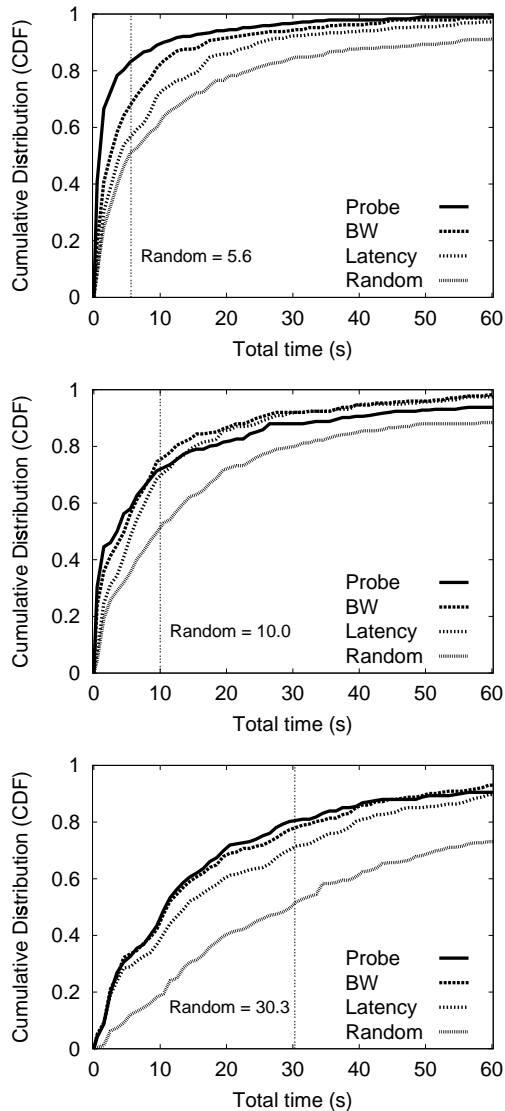 Cumulative Distribution (CDF)
1
0.8
0.6
0.4
0.2
0
Random = 5.6
Probe
BW
Latency
Random
0 10 20 30 40 50 60
Total time (s)
Cumulative Distribution (CDF)
1
0.8
0.6
0.4
0.2
0
Random = 10.0
Probe
BW
Latency
Random
0 10 20 30 40 50 60
Total time (s)
Cumulative Distribution (CDF)
1
0.8
0.6
0.4
0.2
0
Random = 30.3
Probe
BW
Latency
Random
0 10 20 30 40 50 60
Total time (s)